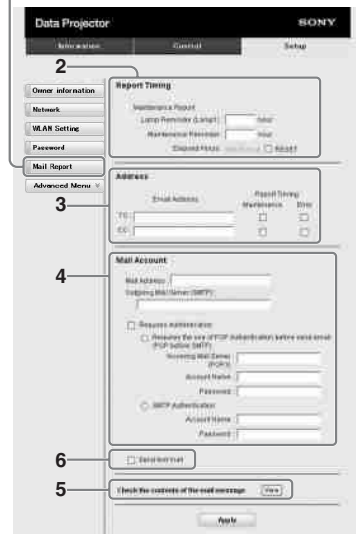 Data Projector SONY
Information Control Setup
2
Report Timing
Owner information
Network
Maintenance Report
Lamp Reminder (Lamp1): hour
WLAN Setting
Maintenance Reminder: hour
Password
Elapsed Hours: Reset
Mail Report
Advanced Menu
Address
3
Email Address Report Timing
Maintenance Error
TO:
CC:
4
Mail Account
Mail Address:
Outgoing Mail Server (SMTP):
Requires Authentication
Requires the use of POP Authentication before send email
(POP before SMTP)
Incoming Mail Server
(POP3):
Account Name:
Password:
SMTP Authentication
Account Name:
Password:
6
Send test mail
5
Check the contents of the mail message View
Apply